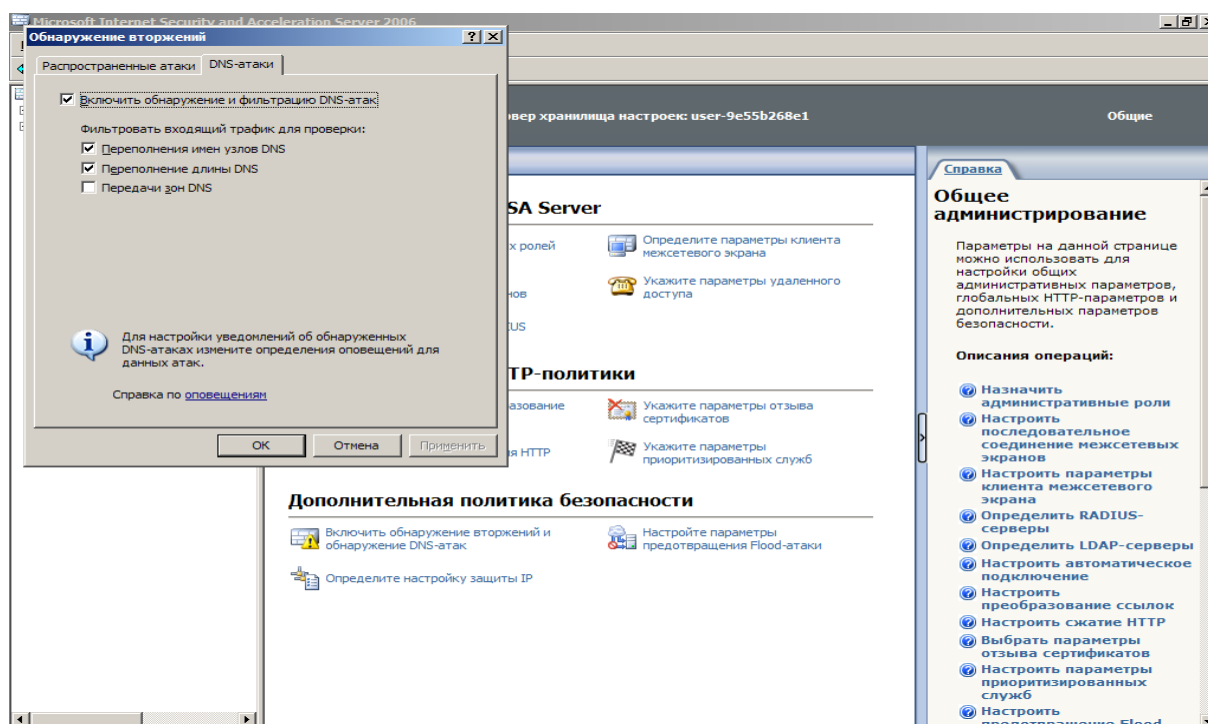 Microsoft Internet Security and Acceleration Server 2006
Обнаружение вторжений
Распространенные атаки
DNS-атаки
Включить обнаружение и фильтрацию DNS-атак
Фильтровать входящий трафик для проверки:
Переполнения имен узлов DNS
Переполнение длины DNS
Передачи зон DNS
Для настройки уведомлений об обнаруженных
DNS-атаках измените определения оповещений для
данных атак.
Справка по оповещениям
ОК
Отмена
Применить
хранилища настроек: user-9e55b268e1
Общие
SA Server
ролей
Определите параметры клиента
межсетевого экрана
Укажите параметры удаленного
доступа
TP-политики
Укажите параметры отзыва
сертификатов
HTTP
Укажите параметры
приоритизированных служб
Дополнительная политика безопасности
Включить обнаружение вторжений и
обнаружение DNS-атак
Настройте параметры
предотвращения Flood-атаки
Определите настройку защиты IP
Справка
Общее
администрирование
Параметры на данной странице
можно использовать для
настройки общих
административных параметров,
глобальных HTTP-параметров и
дополнительных параметров
безопасности.
Описания операций:
Назначить
административные роли
Настроить
последовательное
соединение межсетевых
экранов
Настроить параметры
клиента межсетевого
экрана
Определить RADIUS-
серверы
Определить LDAP-серверы
Настроить автоматическое
подключение
Настроить
преобразование ссылок
Настроить сжатие HTTP
Выбрать параметры
отзыва сертификатов
Настроить параметры
приоритизированных
служб
Настроить
предотвращение Flood